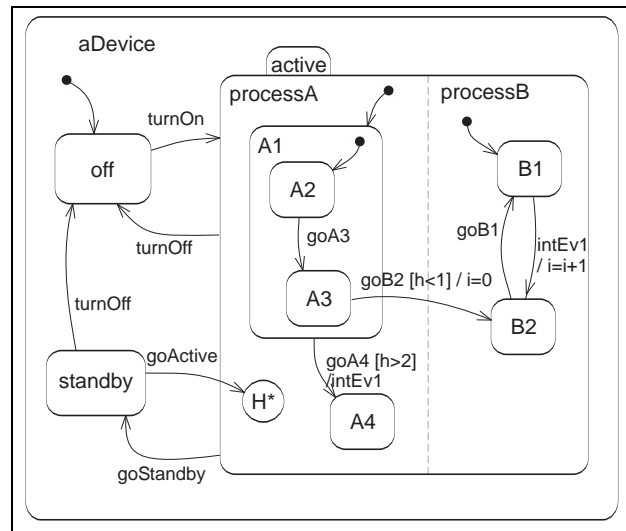 aDevice
active
turnOn
processA
processB
A1
off
A2
B1
goA3
goB1
intEv1
/ i=i+1
turnOff
goB2 [h<1] / i=0
A3
B2
turnOff
goActive
goA4 [h>2]
/intEv1
standby
H*
A4
goStandby